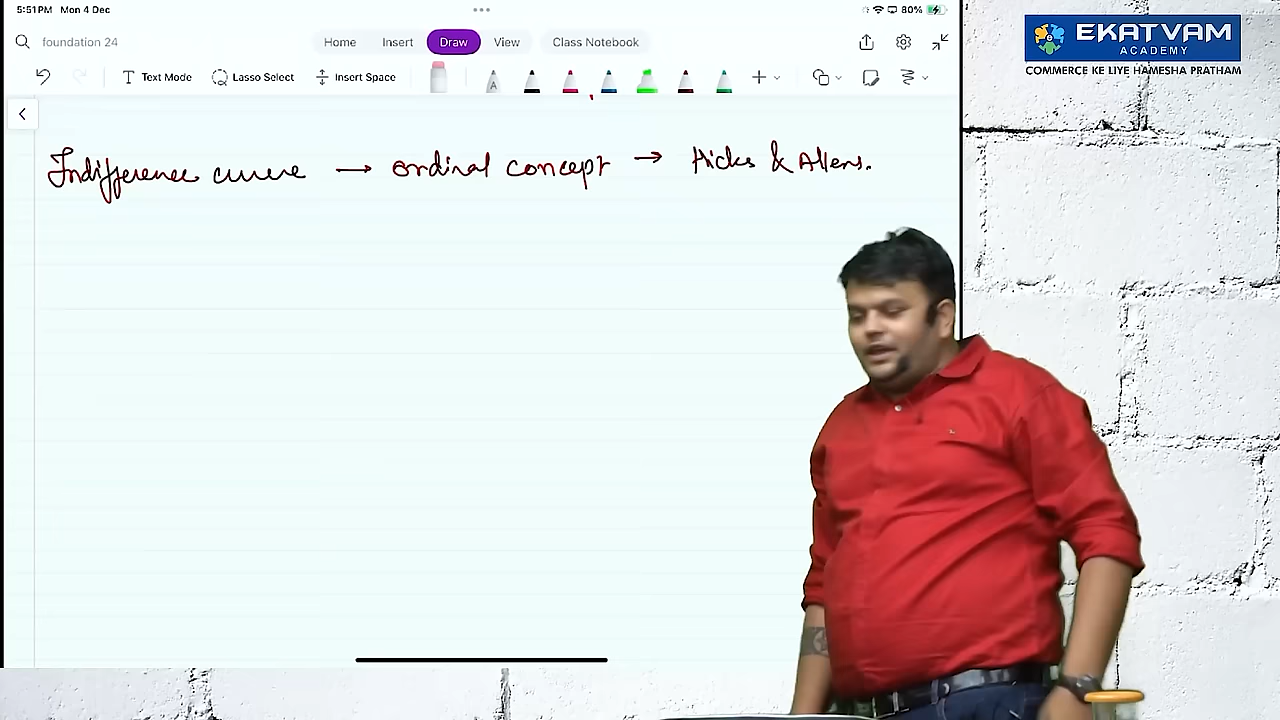 5:51PM Mon 4 Dec
80%
foundation 24
Home Insert Draw View Class Notebook
Text Mode Lasso Select Insert Space
Indifference curve → ordinal concept → Hicks & Allens.
EKATVAM
ACADEMY
COMMERCE KE LIYE HAMESHA PRATHAM